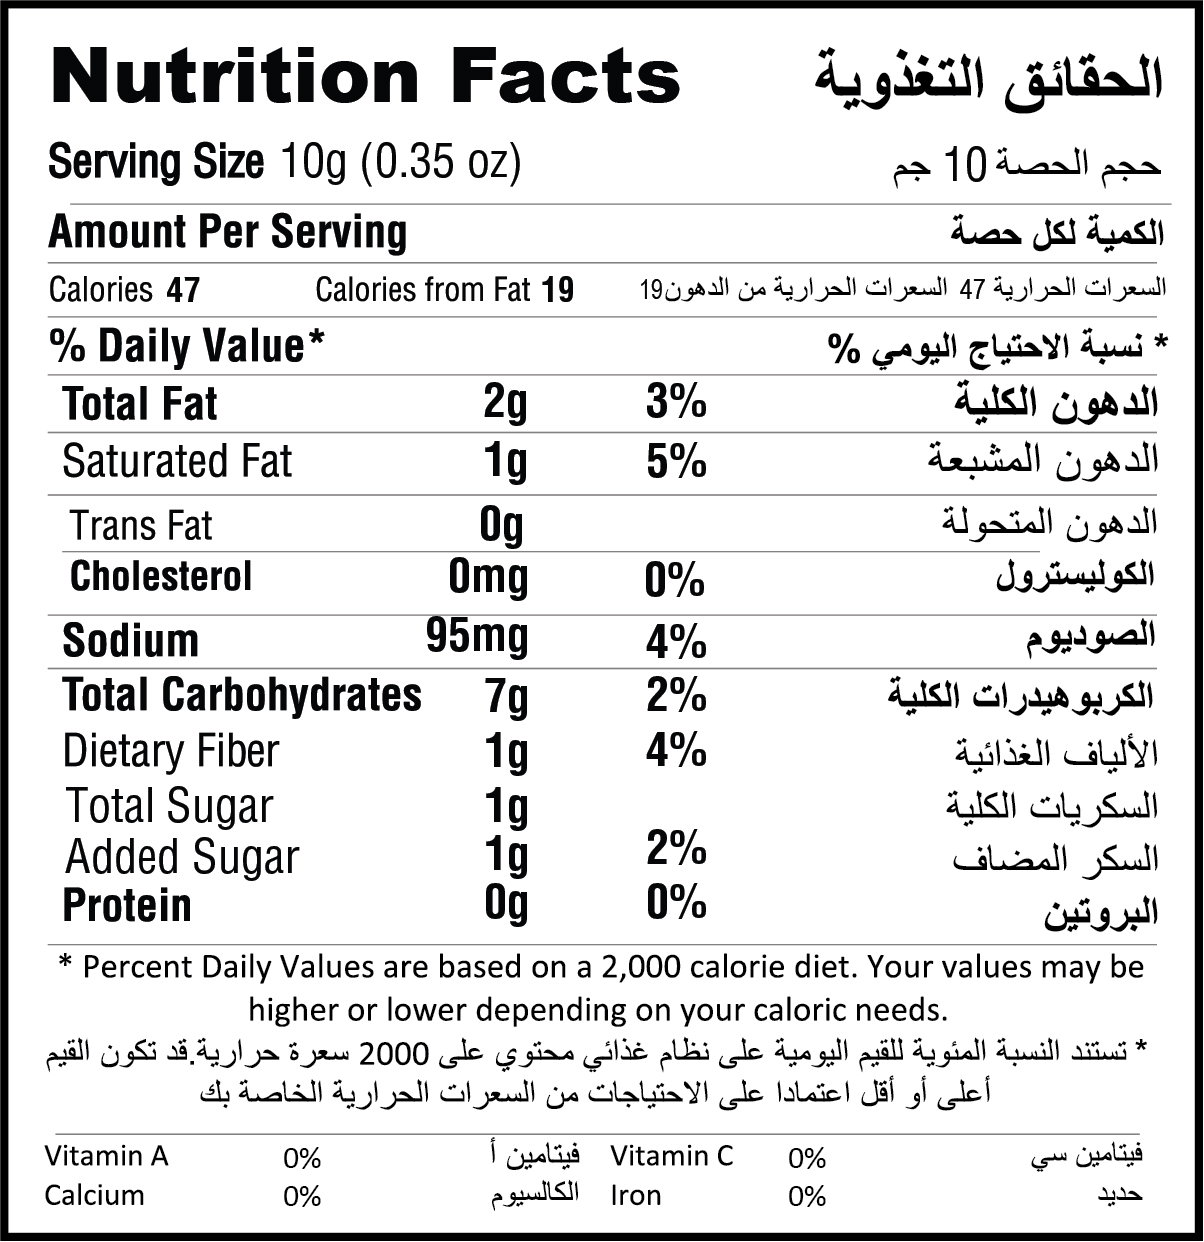 Nutrition Facts الحقائق التغذوية
Serving Size 10g (0.35 oz) حجم الحصة 10 جم
Amount Per Serving الكمية لكل حصة
Calories 47 Calories from Fat 19 السعرات الحرارية 47 السعرات الحرارية من الدهون19
% Daily Value* * نسبة الاحتياج اليومي %
Total Fat 2g 3% الدهون الكلية
Saturated Fat 1g 5% الدهون المشبعة
Trans Fat 0g الدهون المتحولة
Cholesterol 0mg 0% الكوليسترول
Sodium 95mg 4% الصوديوم
Total Carbohydrates 7g 2% الكربوهيدرات الكلية
Dietary Fiber 1g 4% الألياف الغذائية
Total Sugar 1g السكريات الكلية
Added Sugar 1g 2% السكر المضاف
Protein 0g 0% البروتين
* Percent Daily Values are based on a 2,000 calorie diet. Your values may be
higher or lower depending on your caloric needs.
* تستند النسبة المئوية للقيم اليومية على نظام غذائي محتوي على 2000 سعرة حرارية.قد تكون القيم
أعلى أو أقل اعتمادا على الاحتياجات من السعرات الحرارية الخاصة بك
Vitamin A 0% فيتامين أ Vitamin C 0% فيتامين سي
Calcium 0% الكالسيوم Iron 0% حديد